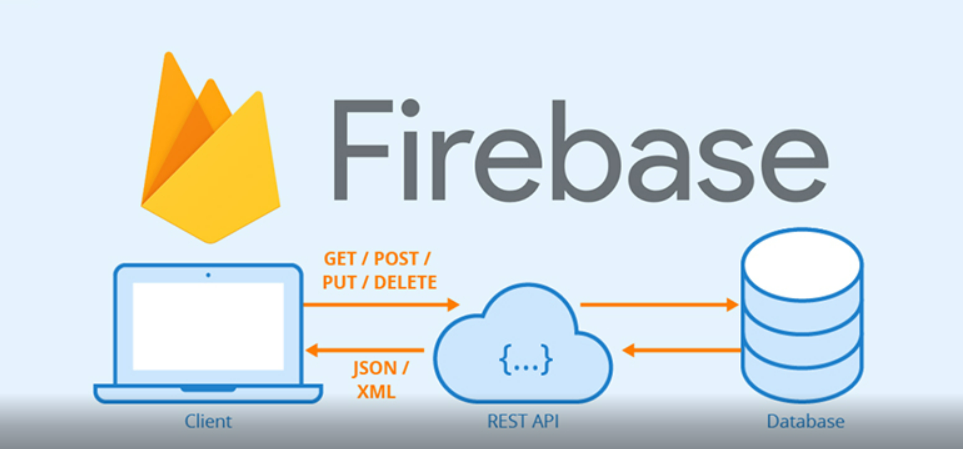 Firebase
GET / POST /
PUT / DELETE
{...}
JSON /
XML
Client
REST API
Database